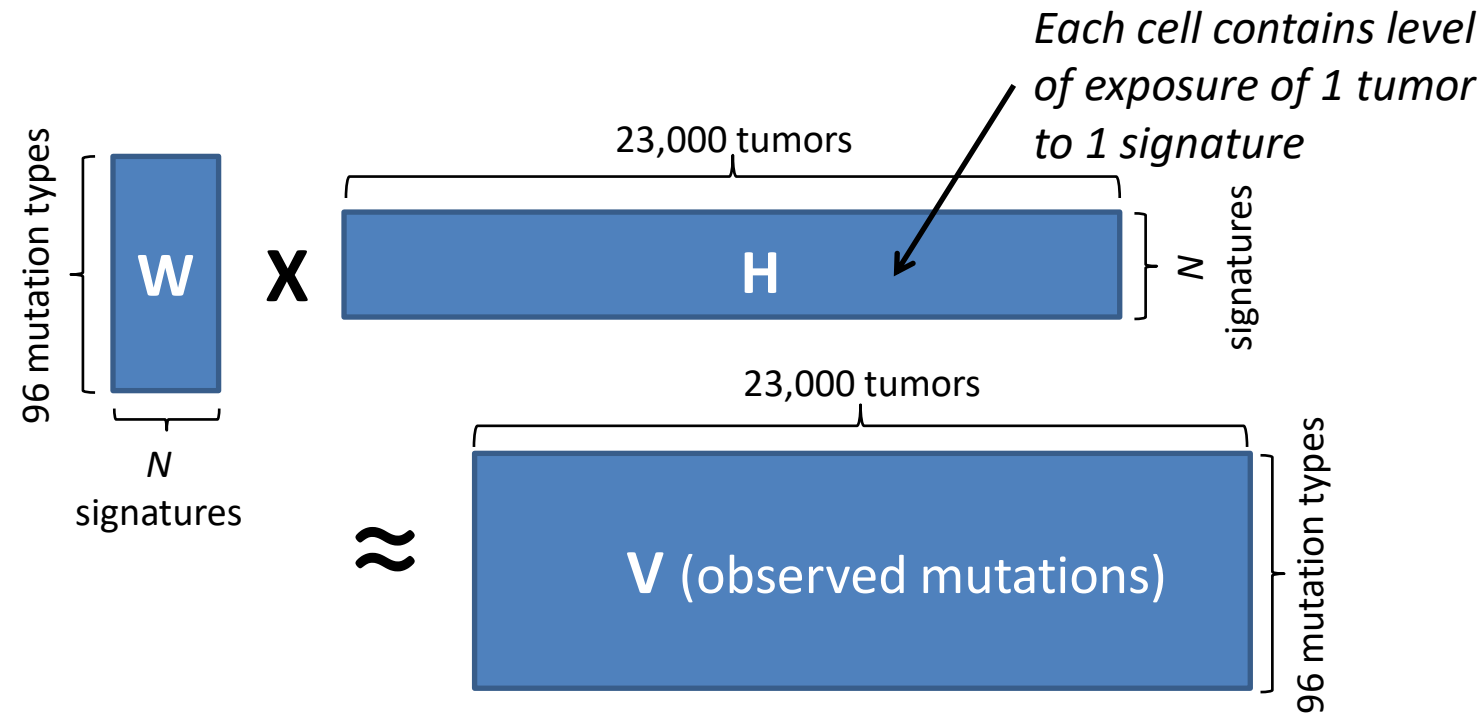 Each cell contains level
of exposure of 1 tumor
to 1 signature
23,000 tumors
96 mutation types
W
X
H
N
signatures
N
signatures
23,000 tumors
≈
V (observed mutations)
96 mutation types